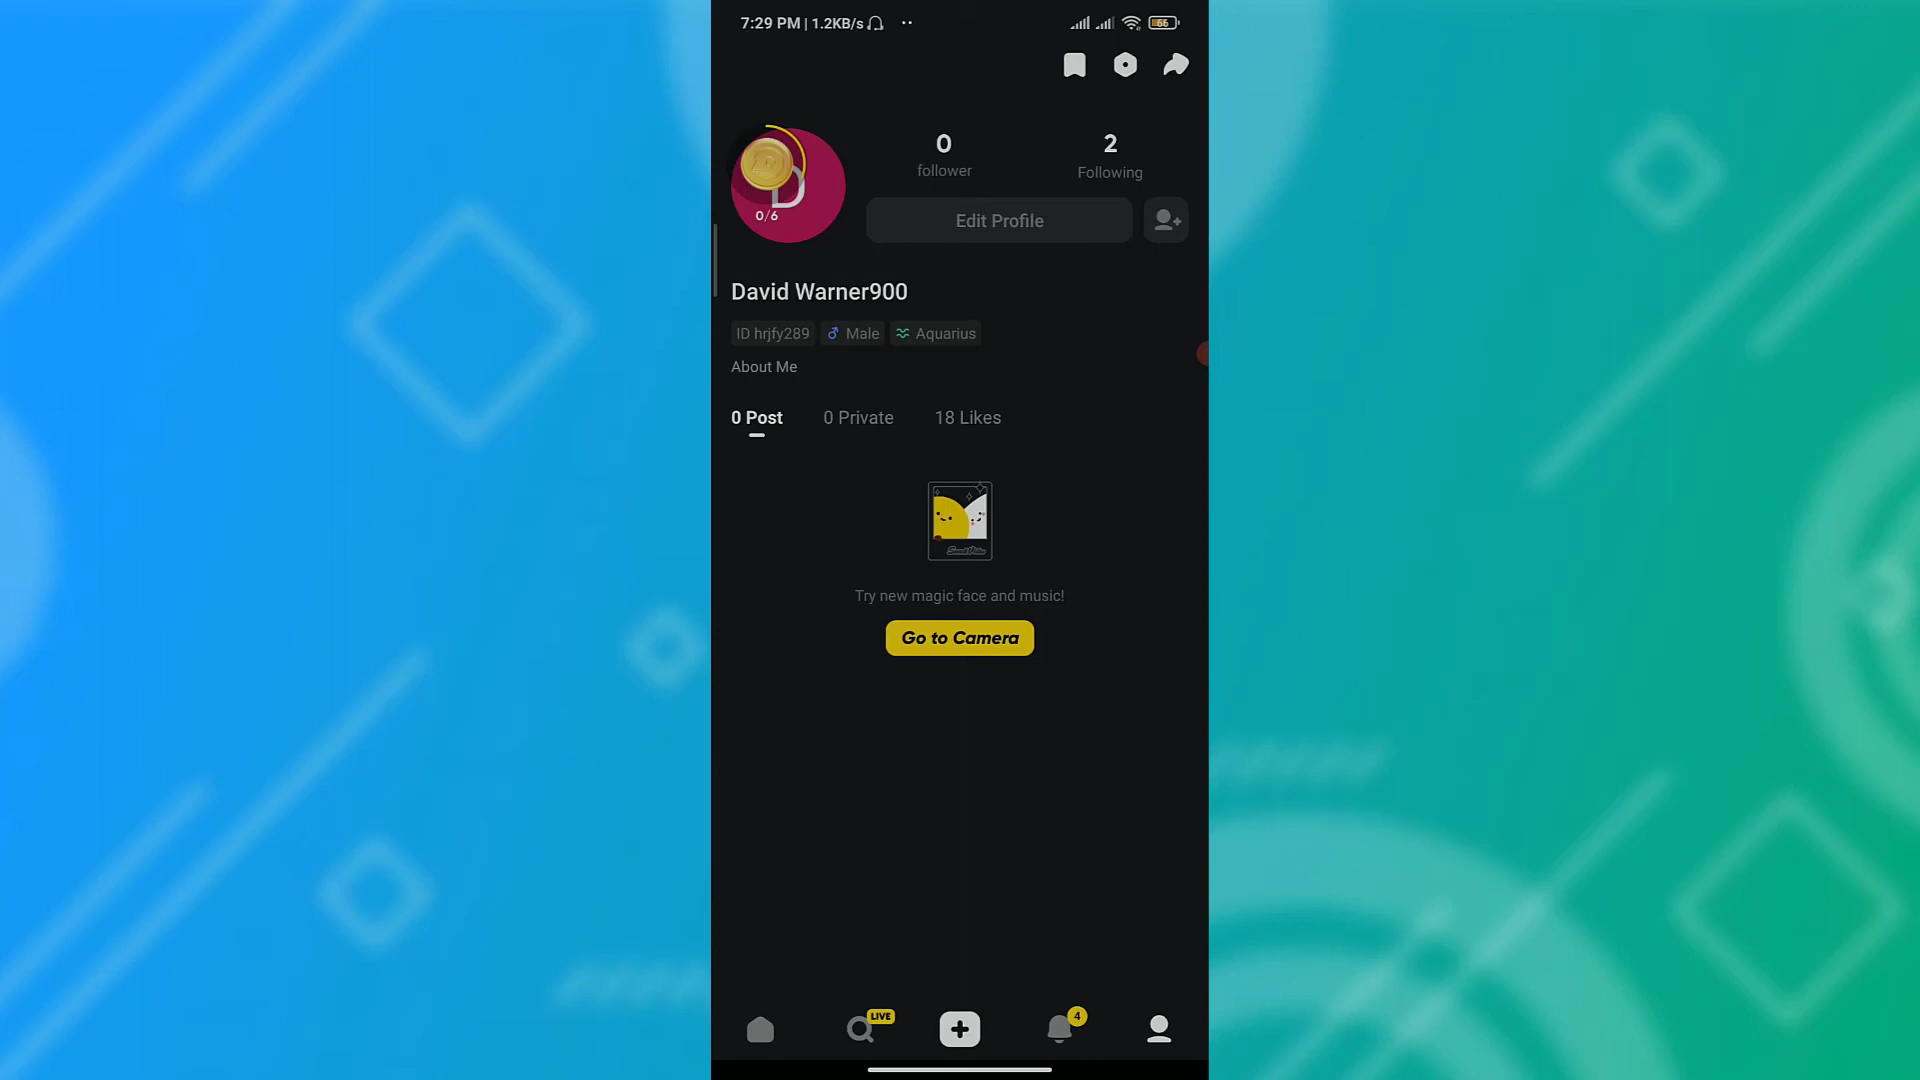 7:29 PM | 1.2KB/s
66
0
follower
2
Following
D
0/6
Edit Profile
David Warner900
ID hrjfy289
Male
Aquarius
About Me
0 Post
0 Private
18 Likes
SnackVideo
Try new magic face and music!
Go to Camera
LIVE
4